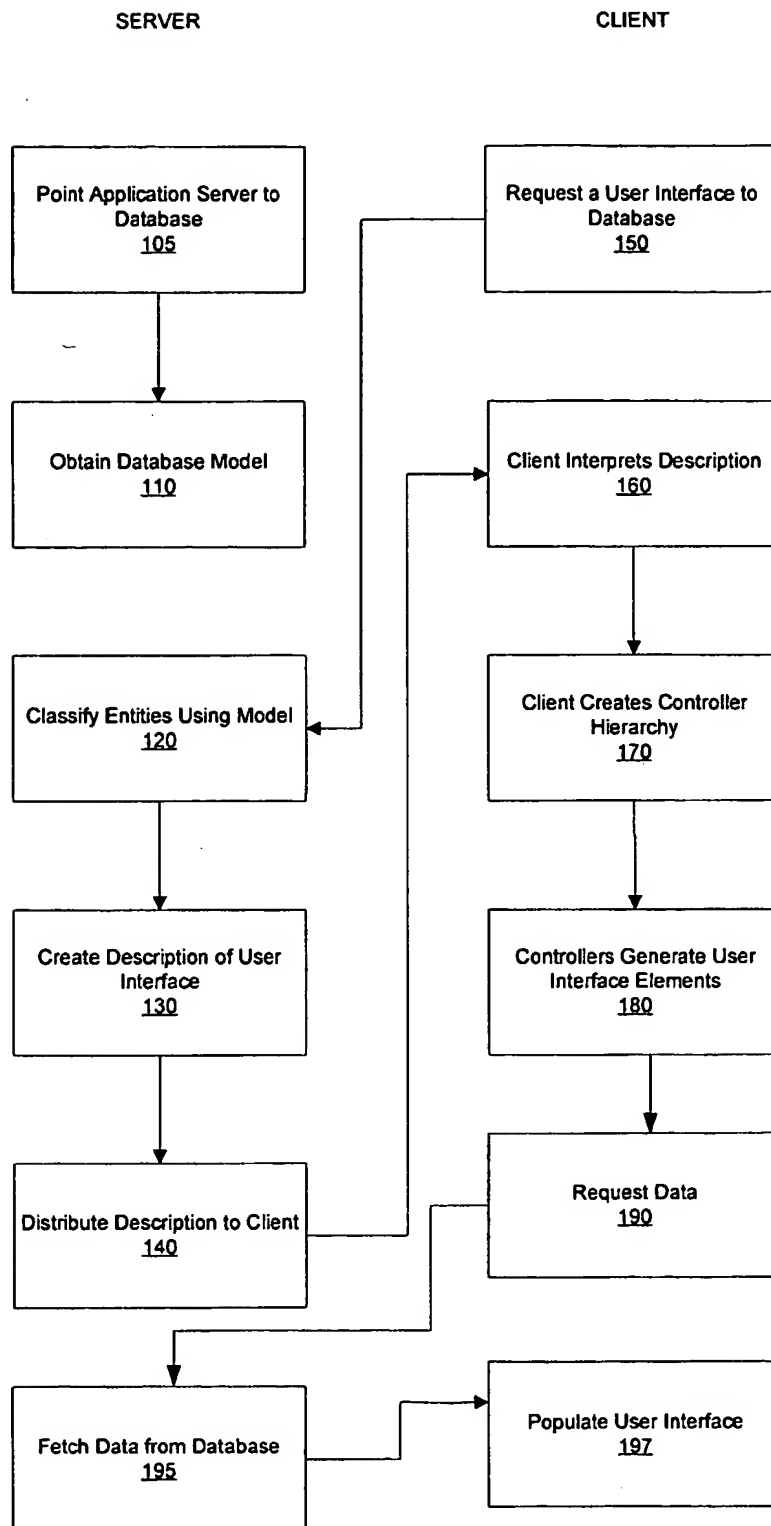 SERVER
CLIENT
Point Application Server to
Database
105
Request a User Interface to
Database
150
Obtain Database Model
110
Client Interprets Description
160
Classify Entities Using Model
120
Client Creates Controller
Hierarchy
170
Create Description of User
Interface
130
Controllers Generate User
Interface Elements
180
Distribute Description to Client
140
Request Data
190
Fetch Data from Database
195
Populate User Interface
197